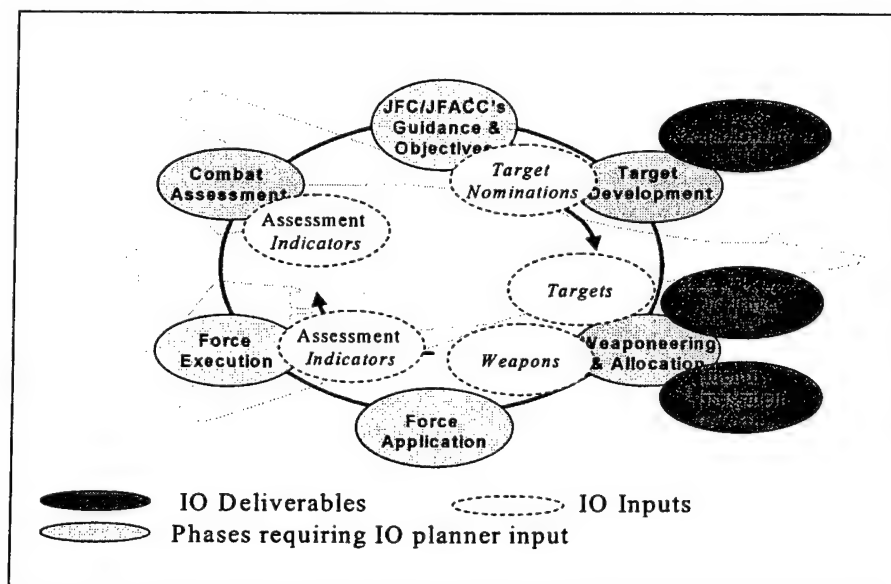 JFC/JFACC's
Guidance &
Objectives
Target
Nominations
Target
Development
Combat
Assessment
Assessment
Indicators
Targets
Force
Execution
Assessment
Indicators
Weapons
Weaponeering
& Allocation
Force
Application
IO Deliverables
IO Inputs
Phases requiring IO planner input